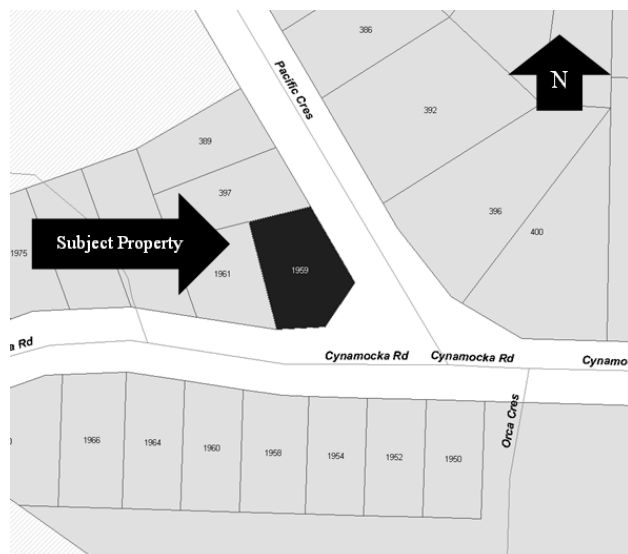 386
N
Pacific Cres
392
389
397
396
400
Subject Property
1975
1961
1959
a Rd
Cynamocka Rd
Cynamocka Rd
Cynamo
Orca Cres
0
1966
1964
1960
1958
1954
1952
1950